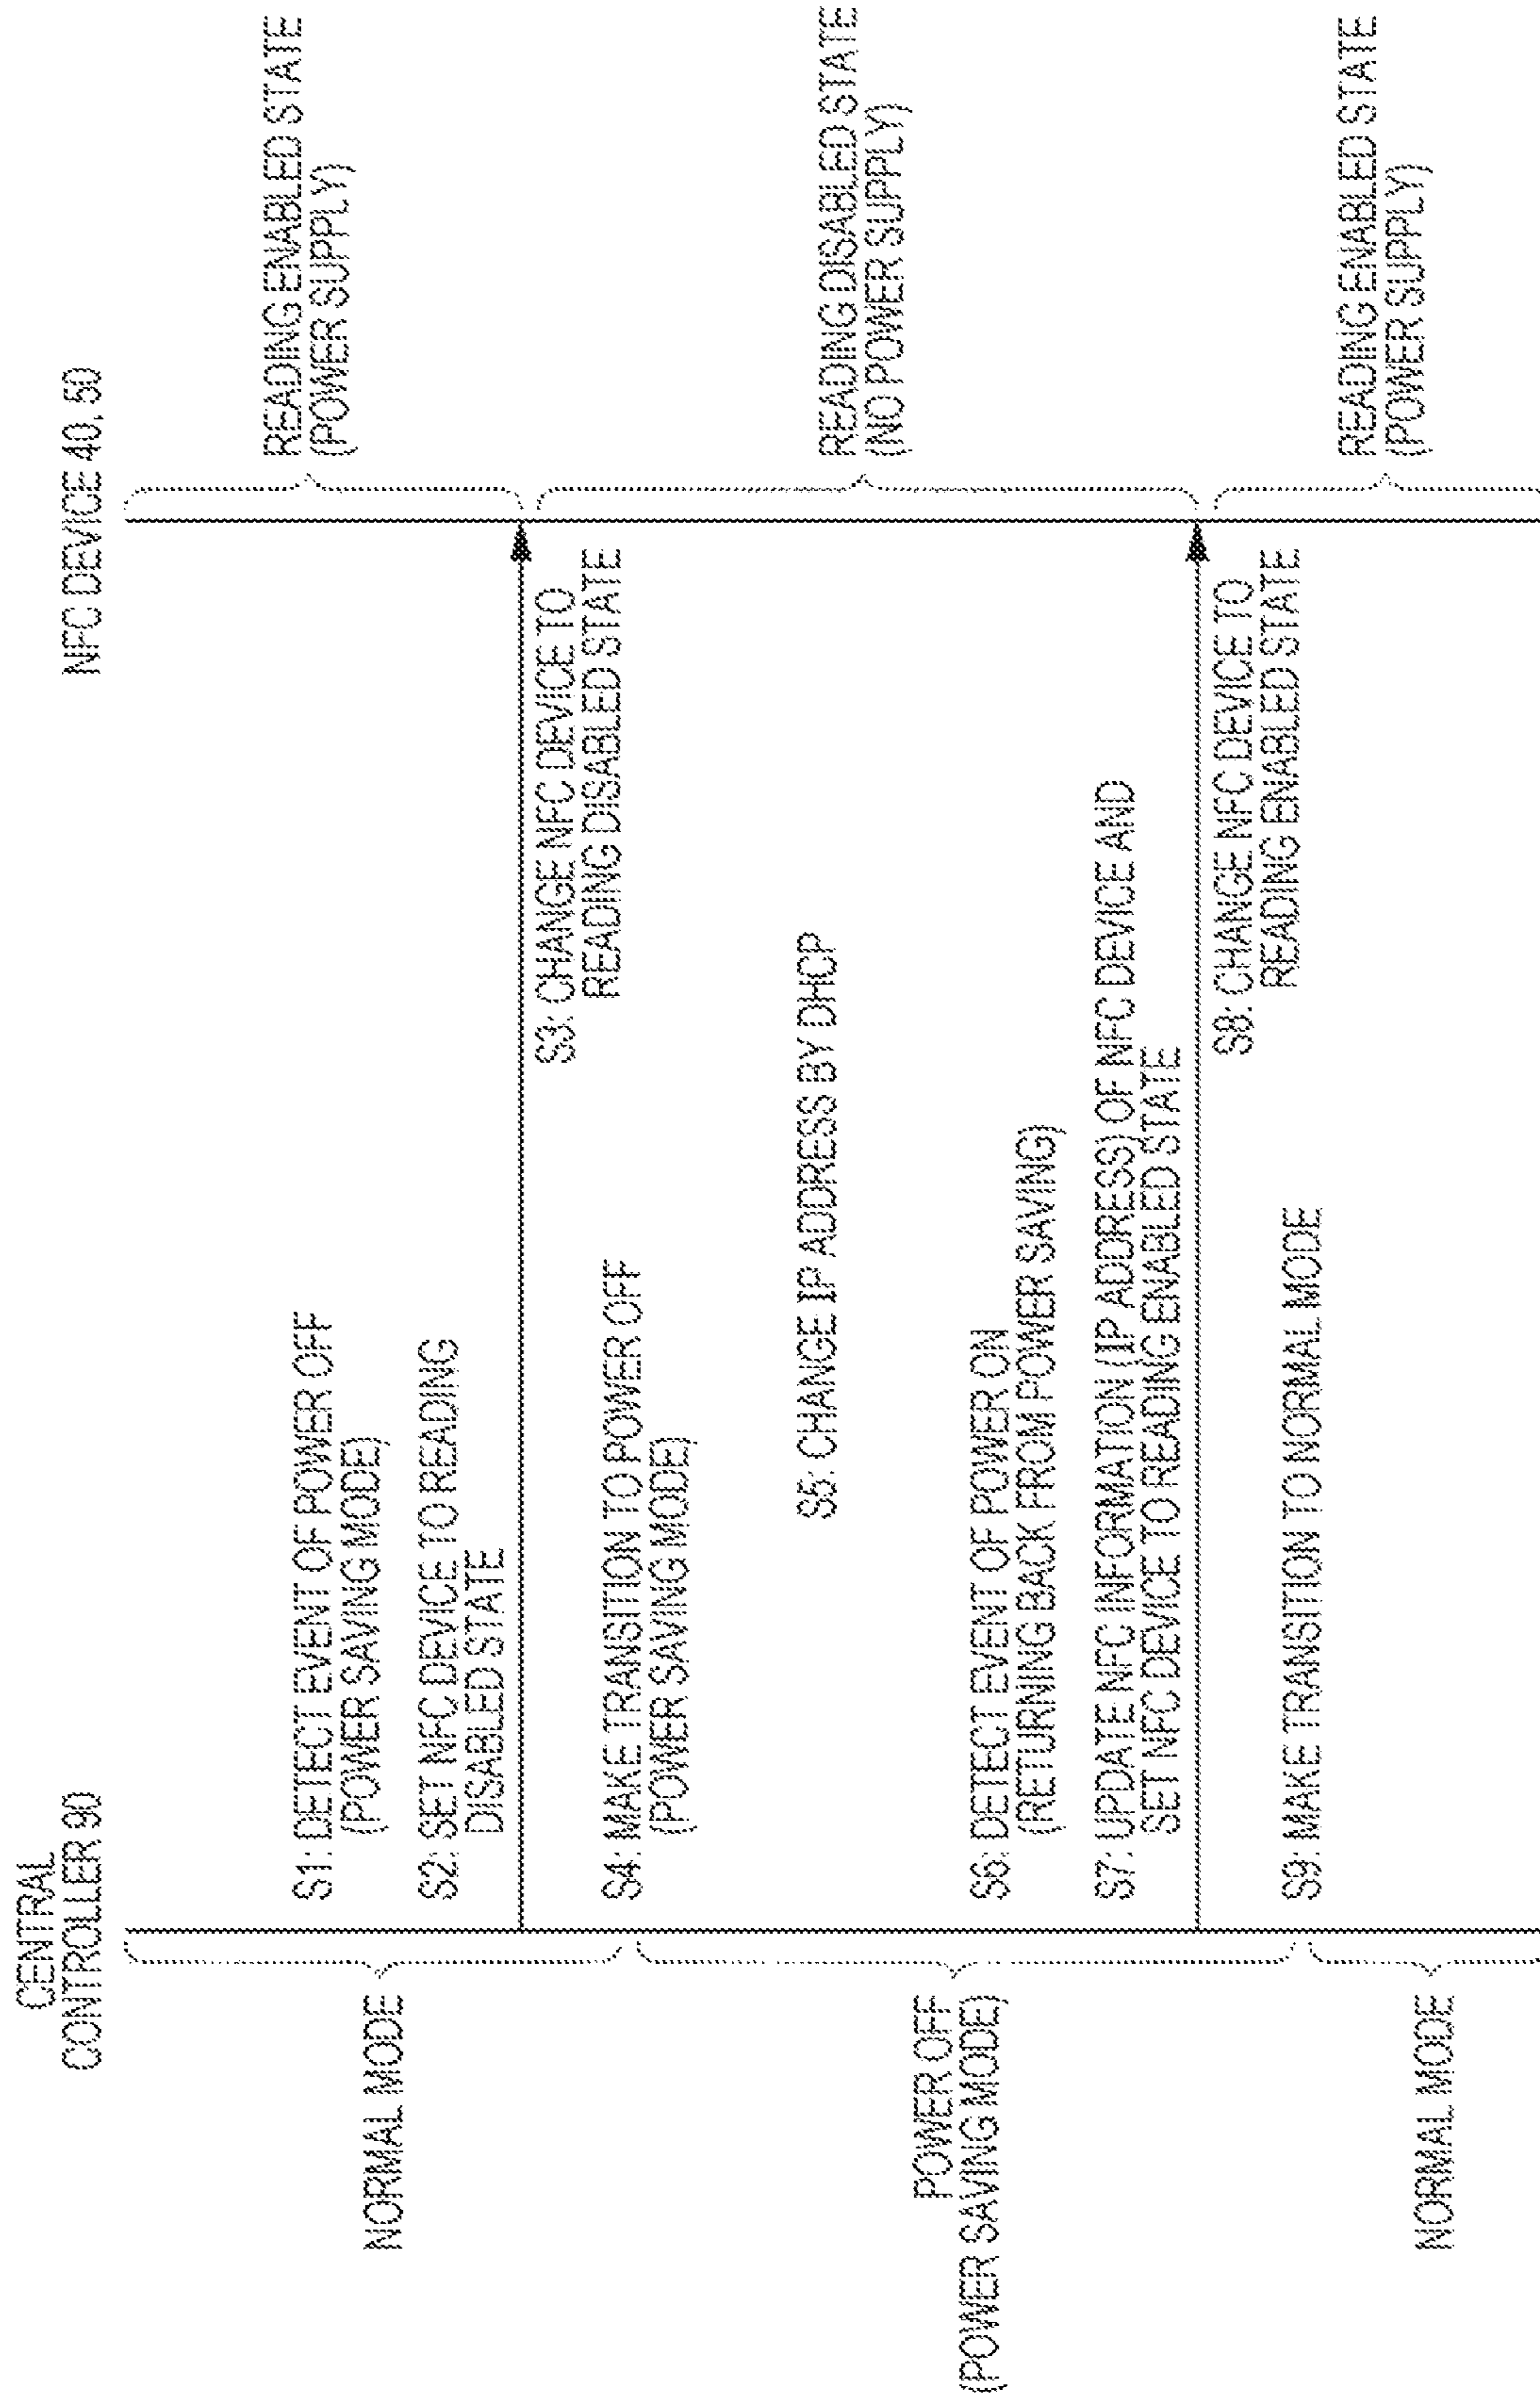 CENTRAL
CONTROLLER 90
NFC DEVICE 40, 50
NORMAL MODE
S1: DETECT EVENT OF POWER OFF
(POWER SAVING MODE)
READING ENABLED STATE
(POWER SUPPLY)
S2: SET NFC DEVICE TO READING
DISABLED STATE
S3: CHANGE NFC DEVICE TO
READING DISABLED STATE
S4: MAKE TRANSITION TO POWER OFF
(POWER SAVING MODE)
S5: CHANGE IP ADDRESS BY DHCP
READING DISABLED STATE
(NO POWER SUPPLY)
POWER OFF
(POWER SAVING MODE)
S6: DETECT EVENT OF POWER ON
(RETURNING BACK FROM POWER SAVING)
S7: UPDATE NFC INFORMATION (IP ADDRESS) OF NFC DEVICE AND
SET NFC DEVICE TO READING ENABLED STATE
S8: CHANGE NFC DEVICE TO
READING ENABLED STATE
S9: MAKE TRANSITION TO NORMAL MODE
NORMAL MODE
READING ENABLED STATE
(POWER SUPPLY)